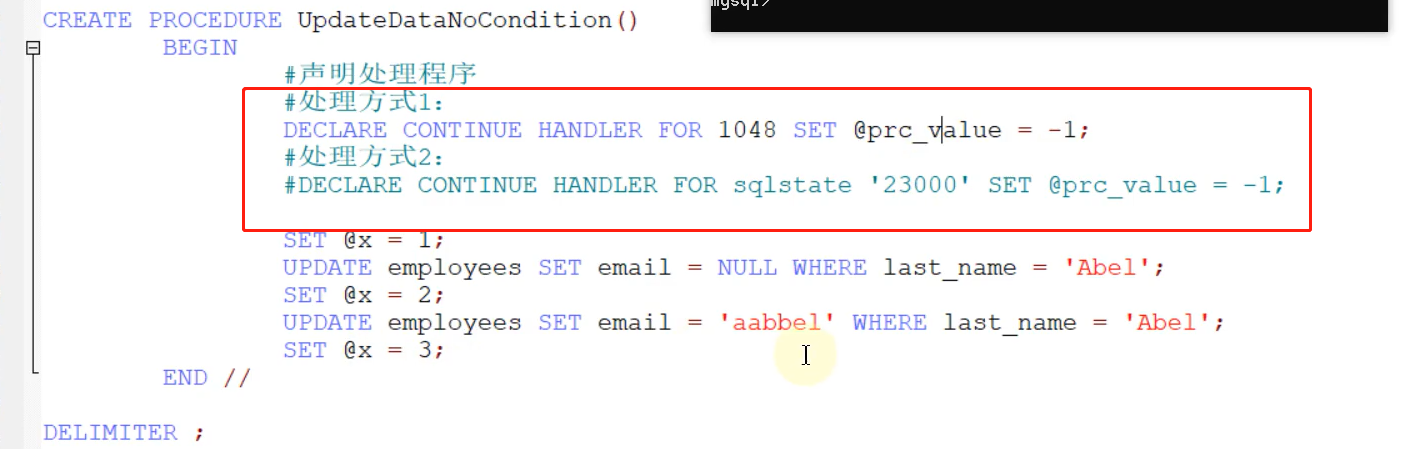 mysql>
CREATE PROCEDURE UpdateDataNoCondition()
BEGIN
#声明处理程序
#处理方式1:
DECLARE CONTINUE HANDLER FOR 1048 SET @prc_value = -1;
#处理方式2:
#DECLARE CONTINUE HANDLER FOR sqlstate '23000' SET @prc_value = -1;
SET @x = 1;
UPDATE employees SET email = NULL WHERE last_name = 'Abel';
SET @x = 2;
UPDATE employees SET email = 'aabbel' WHERE last_name = 'Abel';
SET @x = 3;
END //
DELIMITER ;